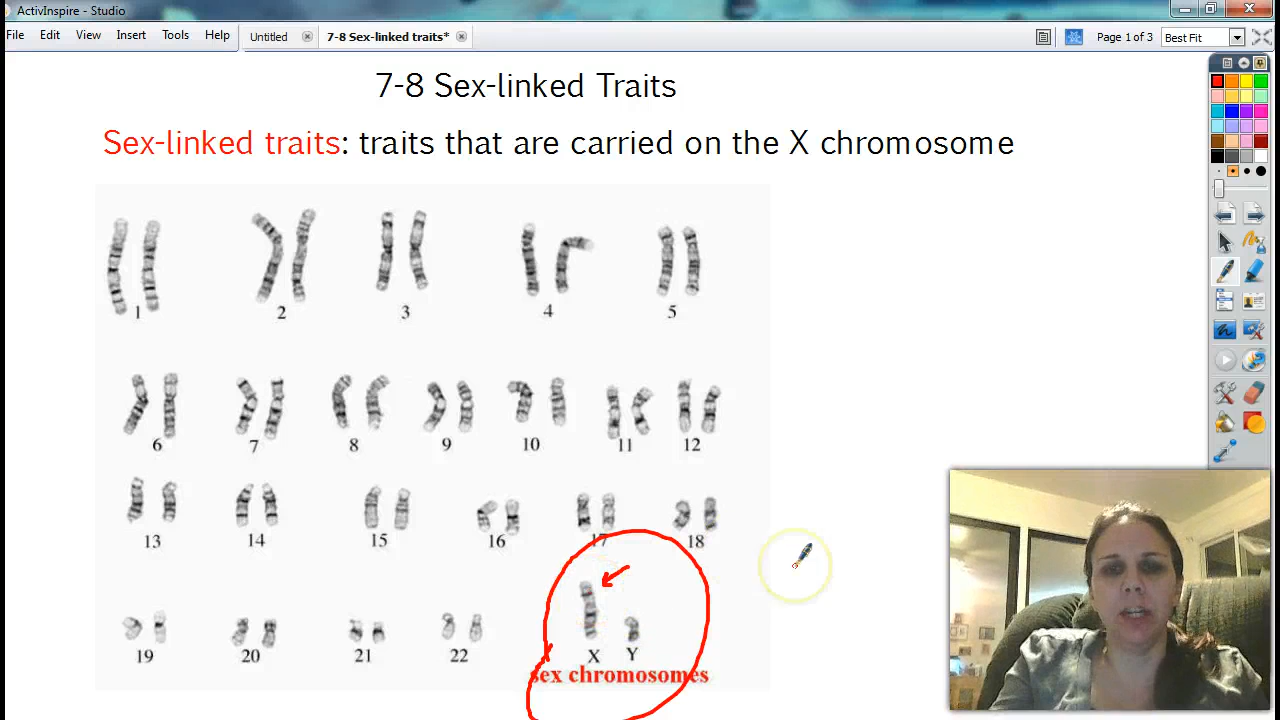 ActivInspire - Studio
File Edit View Insert Tools Help
Untitled
7-8 Sex-linked traits*
Page 1 of 3
Best Fit
7-8 Sex-linked Traits
Sex-linked traits: traits that are carried on the X chromosome
1 2 3 4 5
6 7 8 9 10 11 12
13 14 15 16 17 18
19 20 21 22 X Y
sex chromosomes